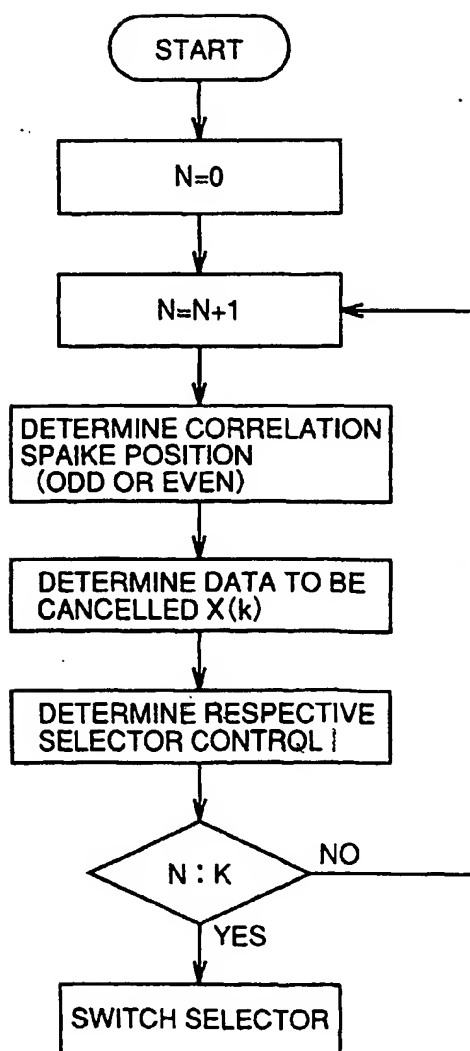 START
N=0
N=N+1
DETERMINE CORRELATION
SPAIKE POSITION
(ODD OR EVEN)
DETERMINE DATA TO BE
CANCELLED X(k)
DETERMINE RESPECTIVE
SELECTOR CONTROL
N : K
NO
YES
SWITCH SELECTOR